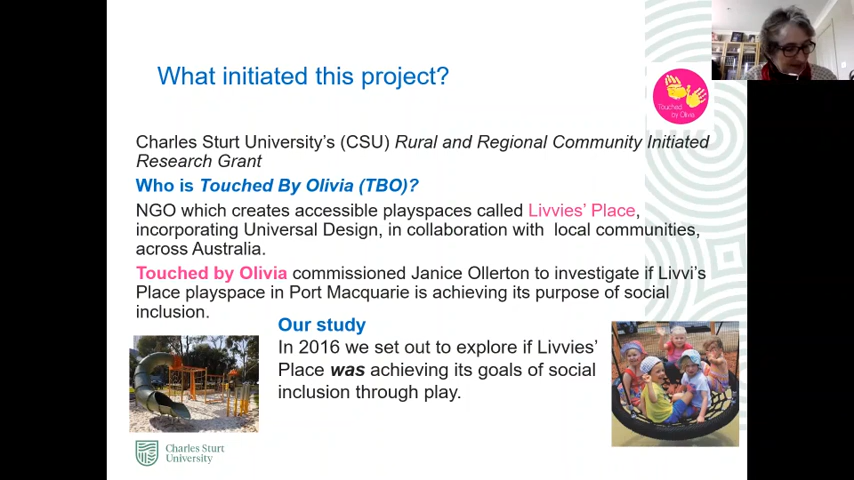 What initiated this project?
Touched
by Olivia
Charles Sturt University's (CSU) Rural and Regional Community Initiated
Research Grant
Who is Touched By Olivia (TBO)?
NGO which creates accessible playspaces called Livvies' Place,
incorporating Universal Design, in collaboration with local communities,
across Australia.
Touched by Olivia commissioned Janice Ollerton to investigate if Livvi's
Place playspace in Port Macquarie is achieving its purpose of social
inclusion.
Our study
In 2016 we set out to explore if Livvies'
Place was achieving its goals of social
inclusion through play.
Charles Sturt
University